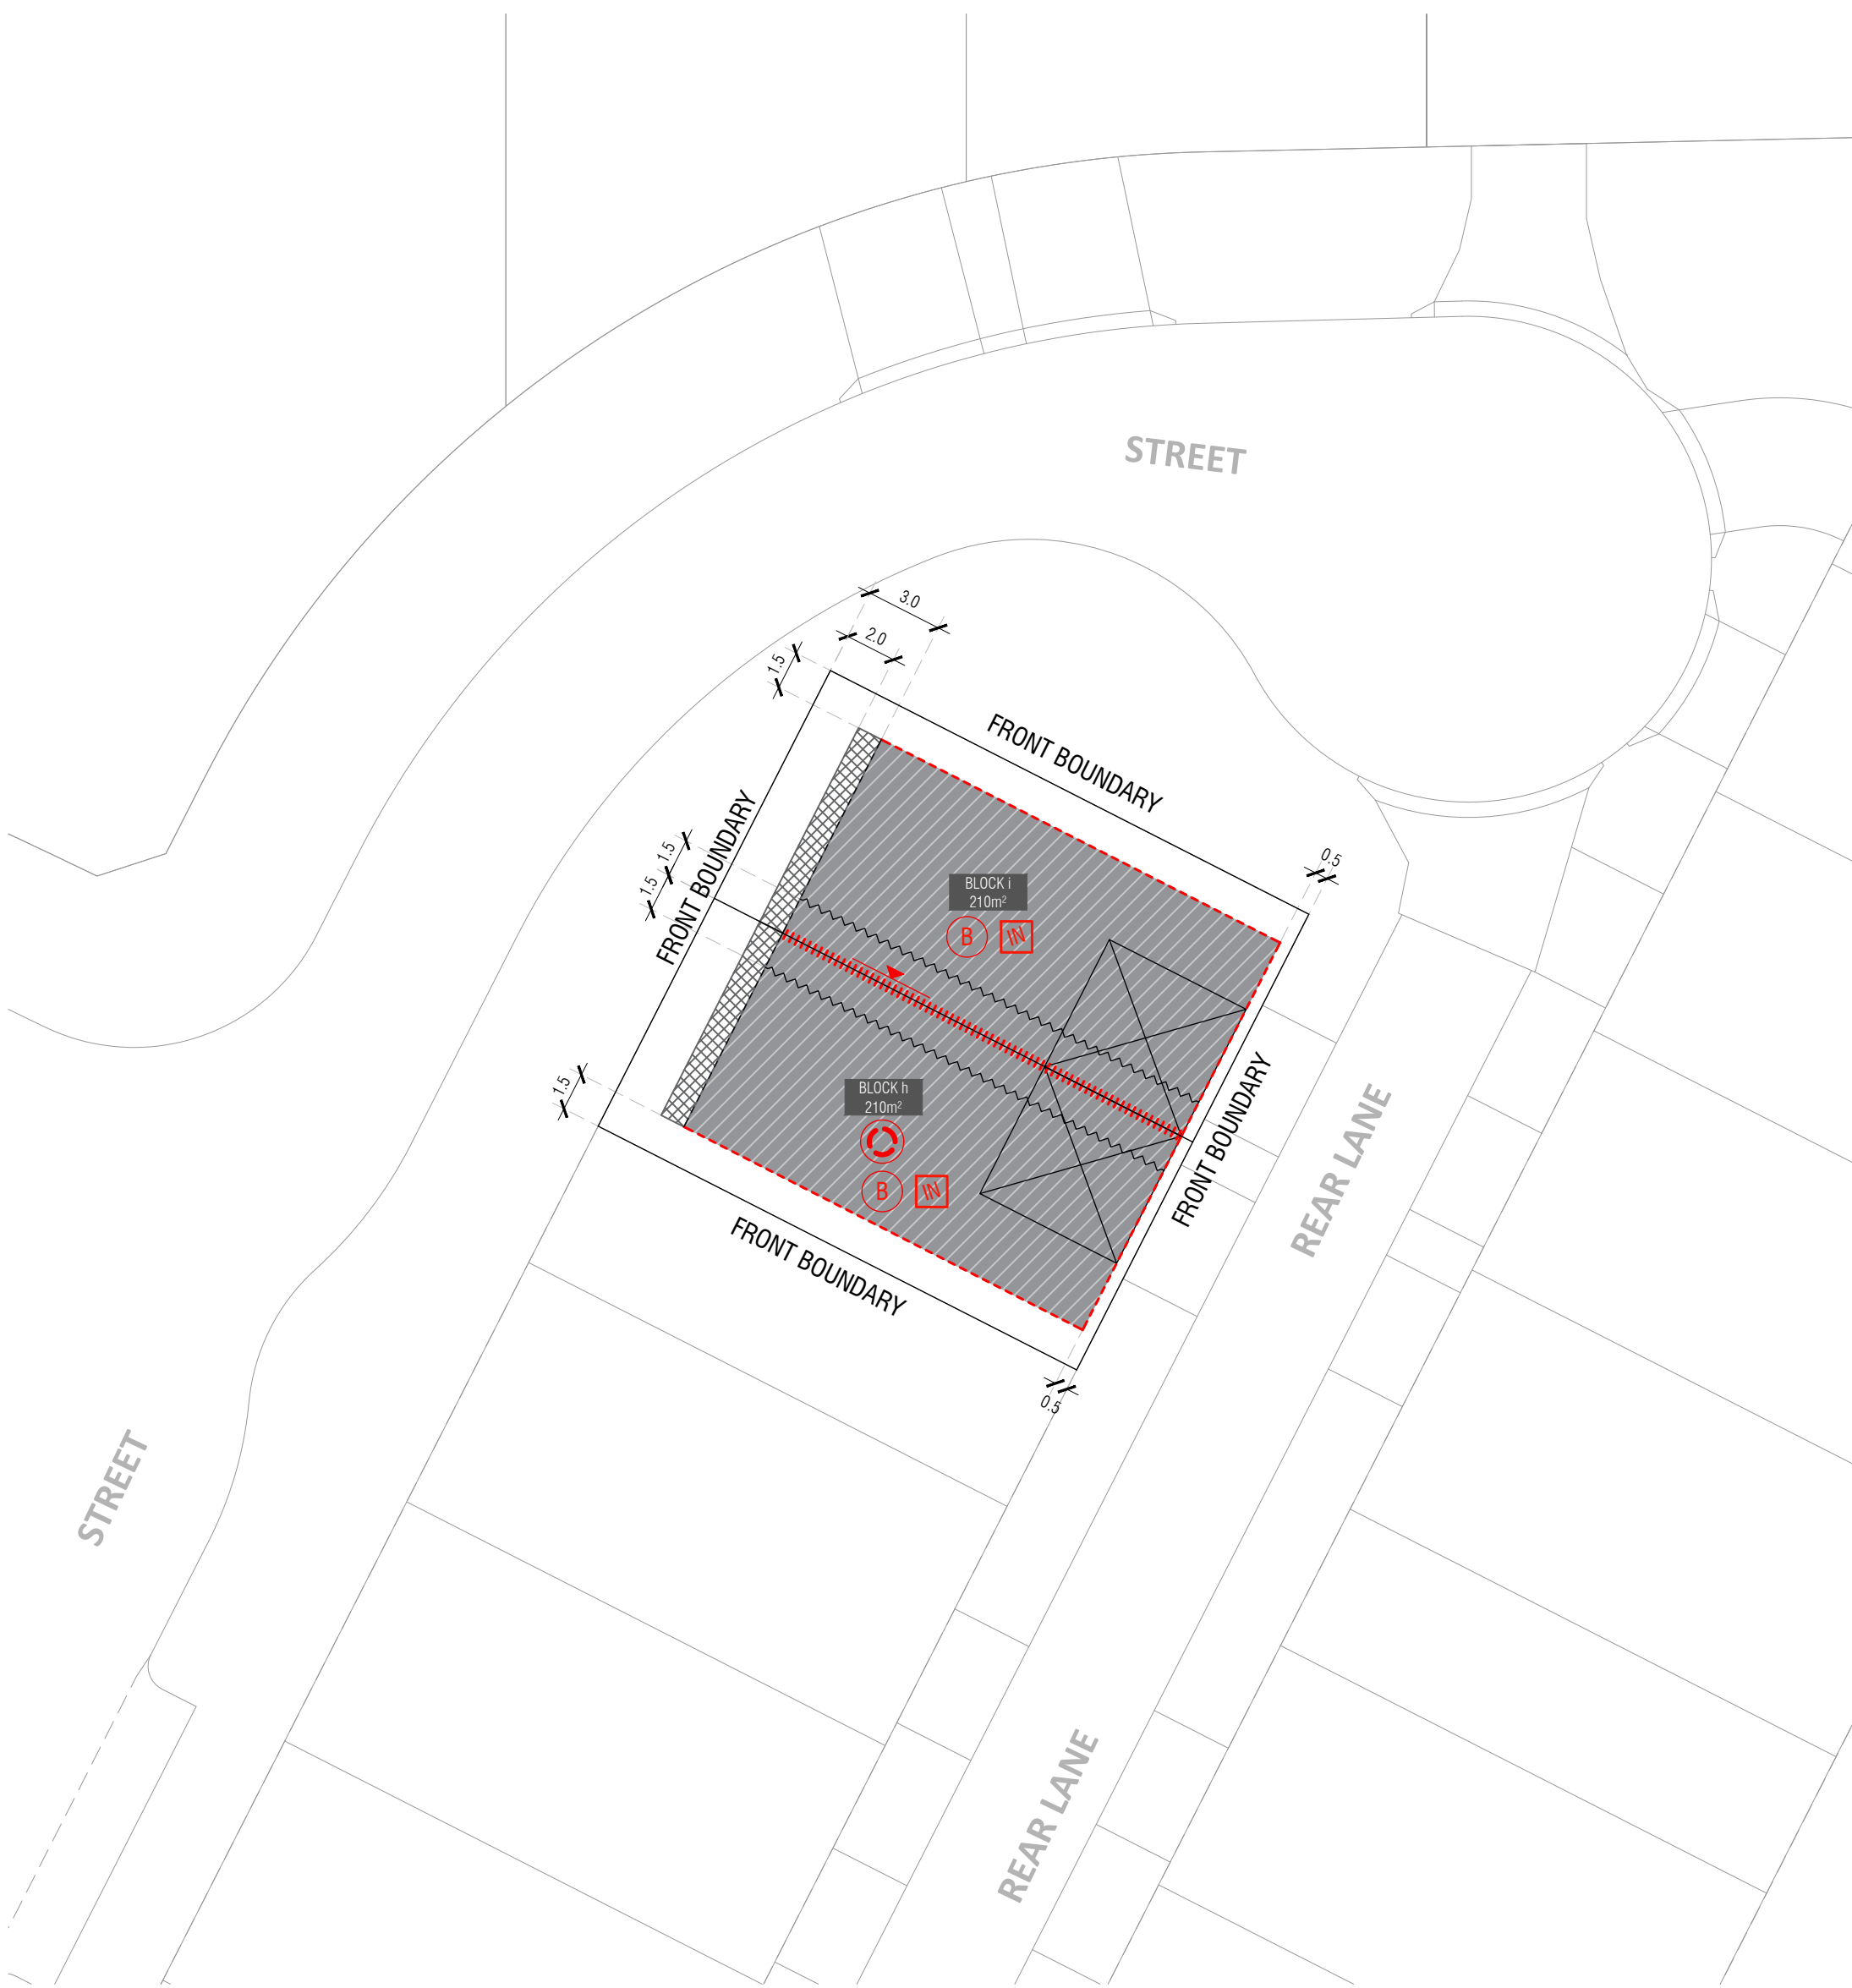 STREET
3.0
2.0
1.5
FRONT BOUNDARY
FRONT BOUNDARY
1.5
1.5
0.5
BLOCK i
210m²
B
IN
BLOCK h
210m²
B
IN
1.5
FRONT BOUNDARY
FRONT BOUNDARY
REAR LANE
0.5
STREET
REAR LANE